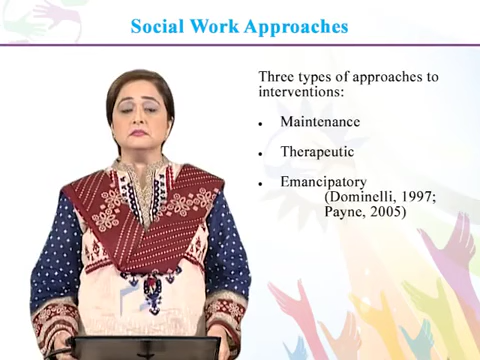 Social Work Approaches
Three types of approaches to
interventions:
• Maintenance
• Therapeutic
• Emancipatory
(Dominelli, 1997;
Payne, 2005)